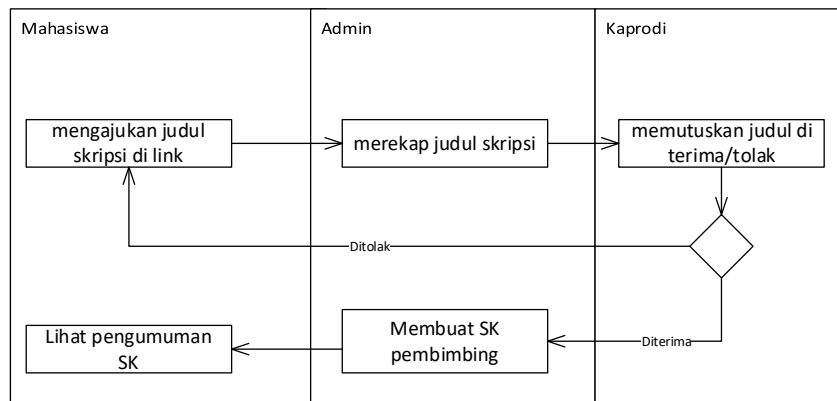 Mahasiswa
Admin
Kaprodi
mengajukan judul
skripsi di link
merekap judul skripsi
memutuskan judul di
terima/tolak
Ditolak
Lihat pengumuman
SK
Membuat SK
pembimbing
Diterima